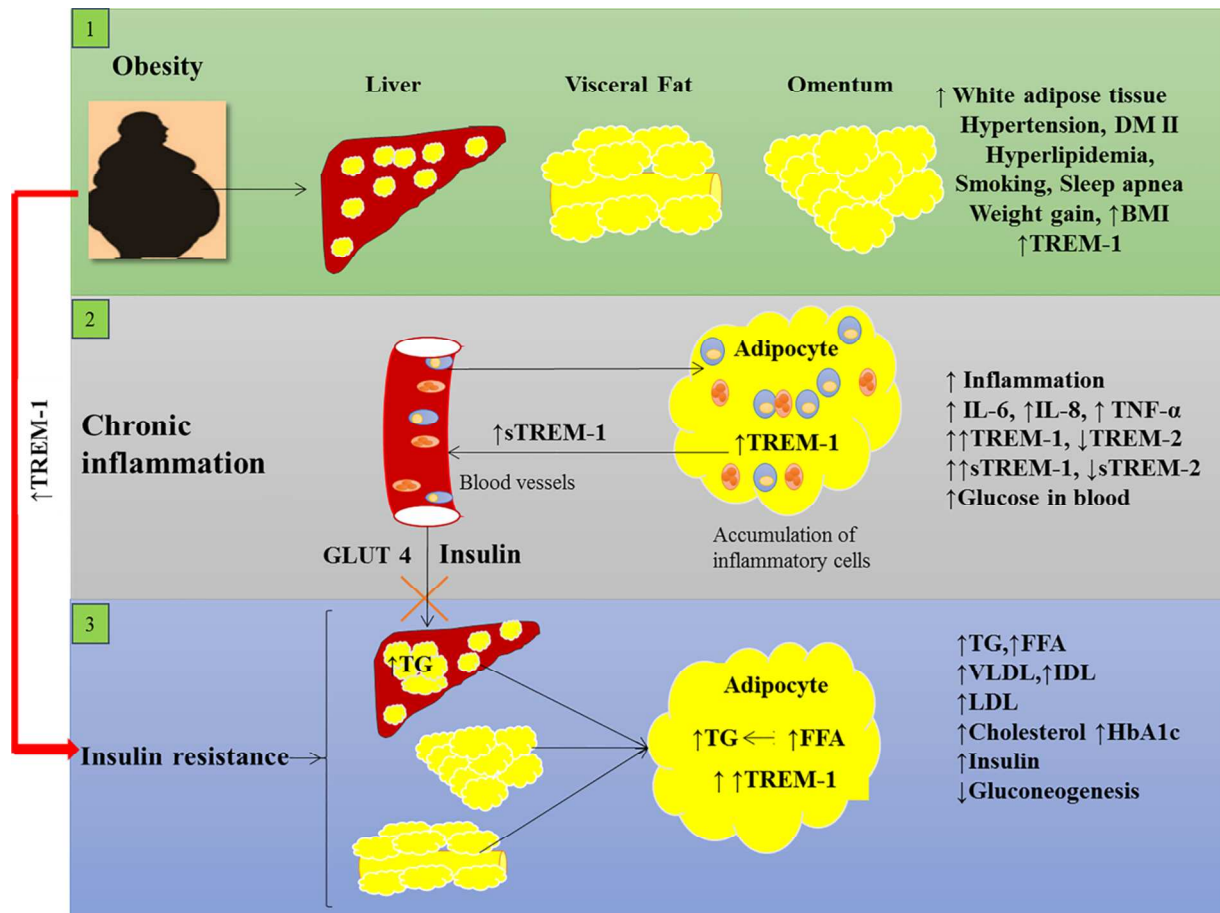 1
Obesity
Liver
Visceral Fat
Omentum
↑ White adipose tissue
Hypertension, DM II
Hyperlipidemia,
Smoking, Sleep apnea
Weight gain, ↑BMI
↑TREM-1
↑TREM-1
2
Chronic
inflammation
↑sTREM-1
Blood vessels
Adipocyte
↑TREM-1
Accumulation of
inflammatory cells
GLUT 4
Insulin
↑ Inflammation
↑ IL-6, ↑IL-8, ↑ TNF-α
↑↑TREM-1, ↓TREM-2
↑↑sTREM-1, ↓sTREM-2
↑Glucose in blood
3
Insulin resistance
↑TG
Adipocyte
↑TG ← ↑FFA
↑ ↑TREM-1
↑TG,↑FFA
↑VLDL,↑IDL
↑LDL
↑Cholesterol ↑HbA1c
↑Insulin
↓Gluconeogenesis